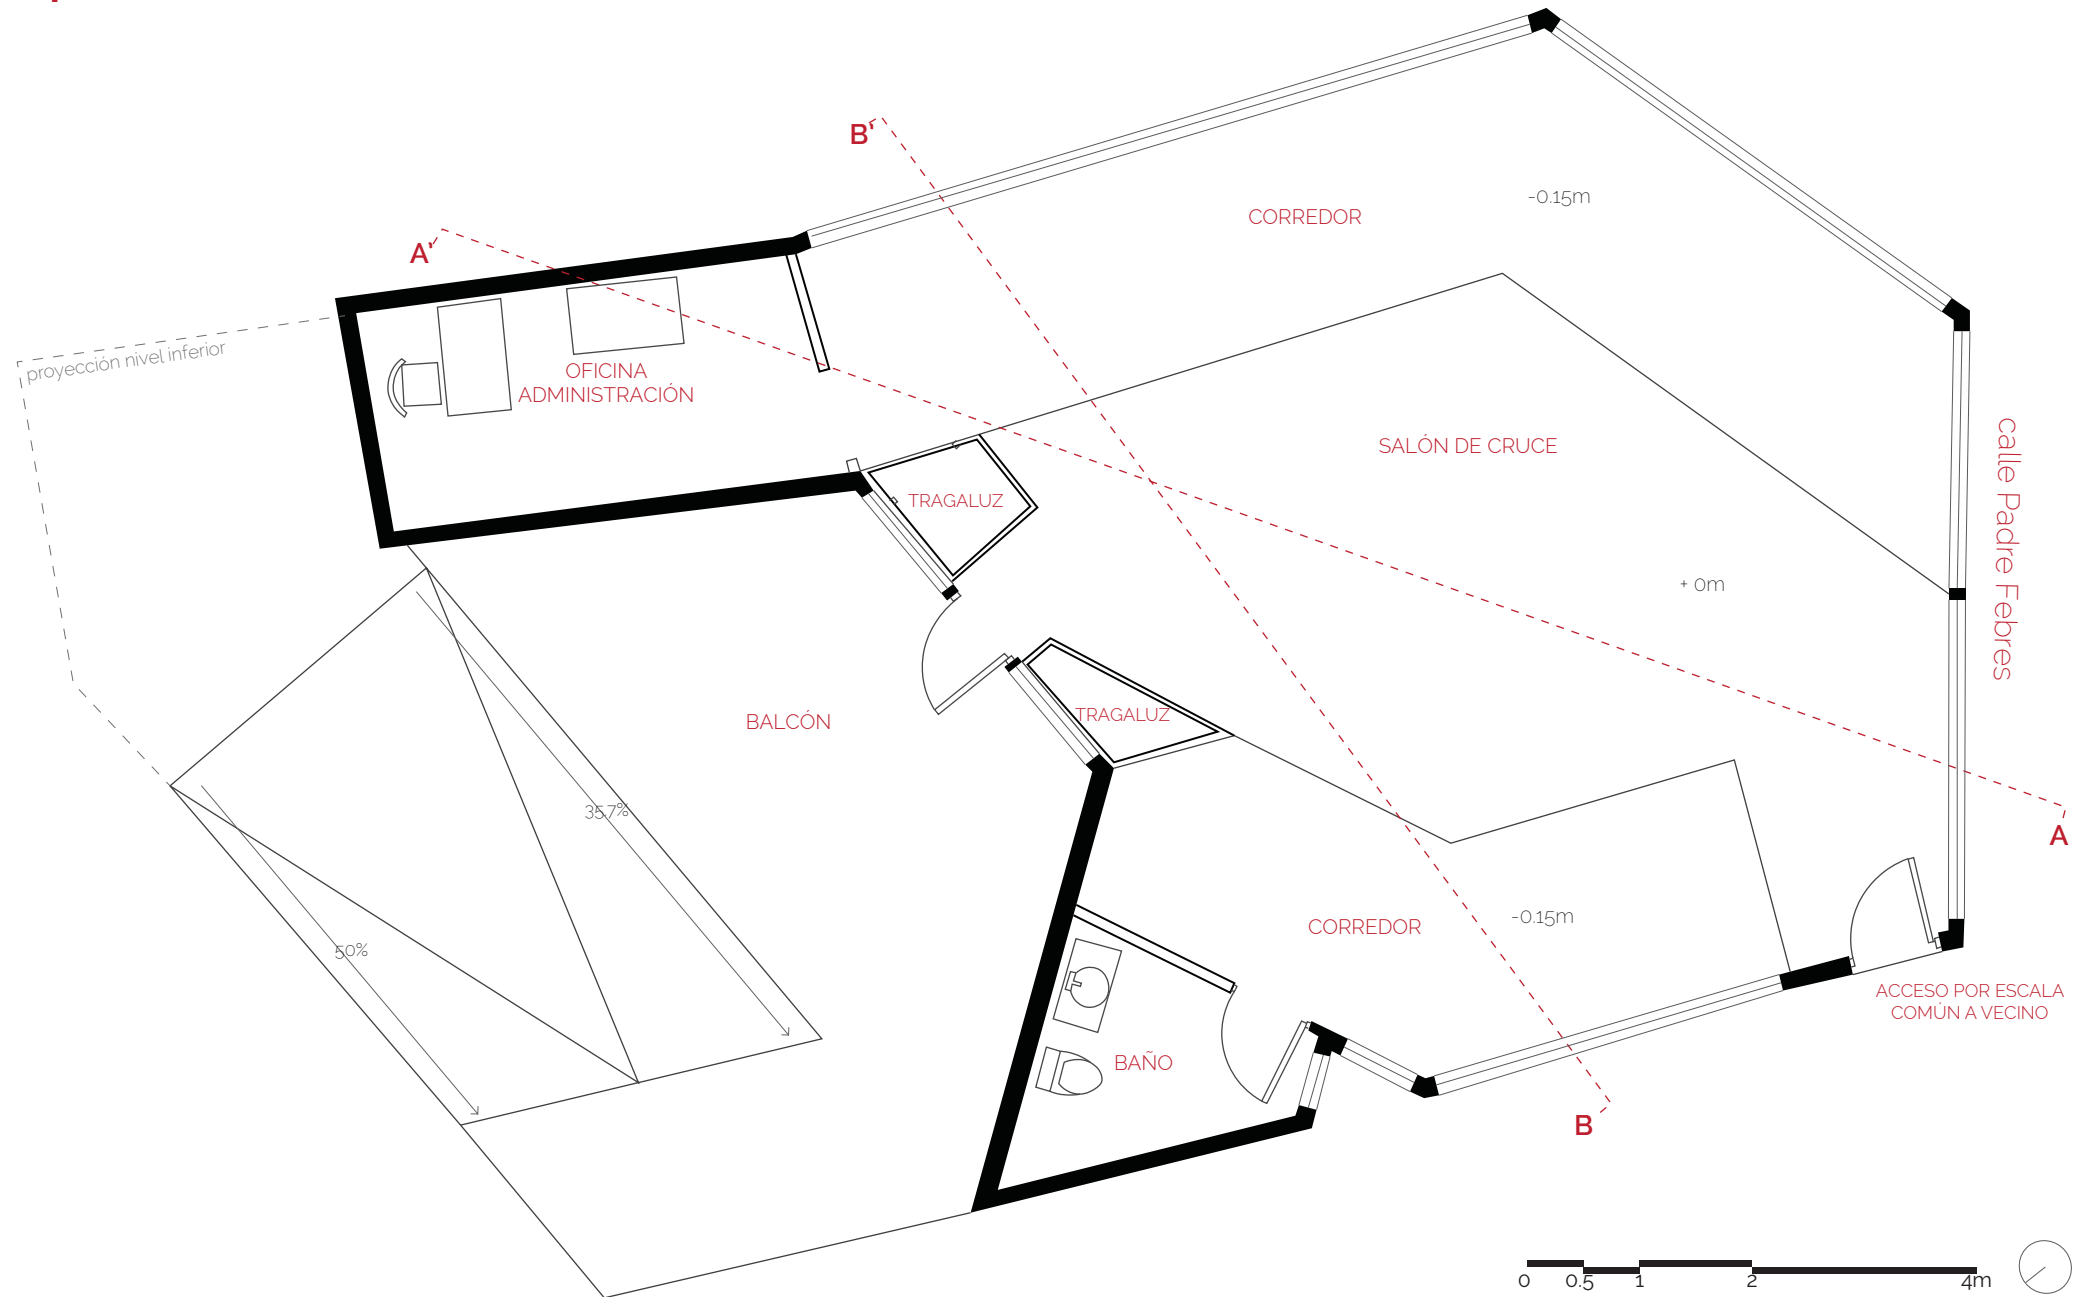 B'
CORREDOR
-0.15m
A'
proyección nivel inferior
OFICINA
ADMINISTRACIÓN
SALÓN DE CRUCE
calle Padre Febres
TRAGALUZ
+ 0m
TRAGALUZ
BALCÓN
35.7%
A
50%
CORREDOR
-0.15m
ACCESO POR ESCALA
COMÚN A VECINO
BAÑO
B
0 0.5 1 2 4m